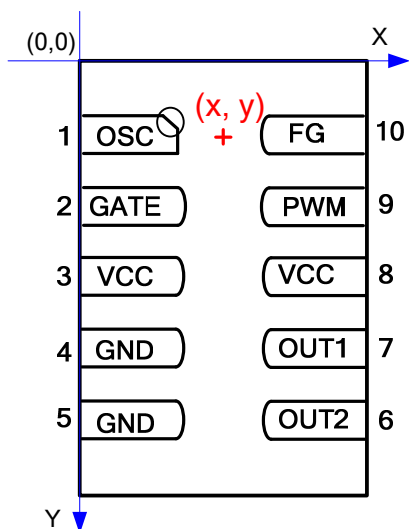 (0,0) X
(x, y)
+
1 OSC FG 10
2 GATE PWM 9
3 VCC VCC 8
4 GND OUT1 7
5 GND OUT2 6
Y